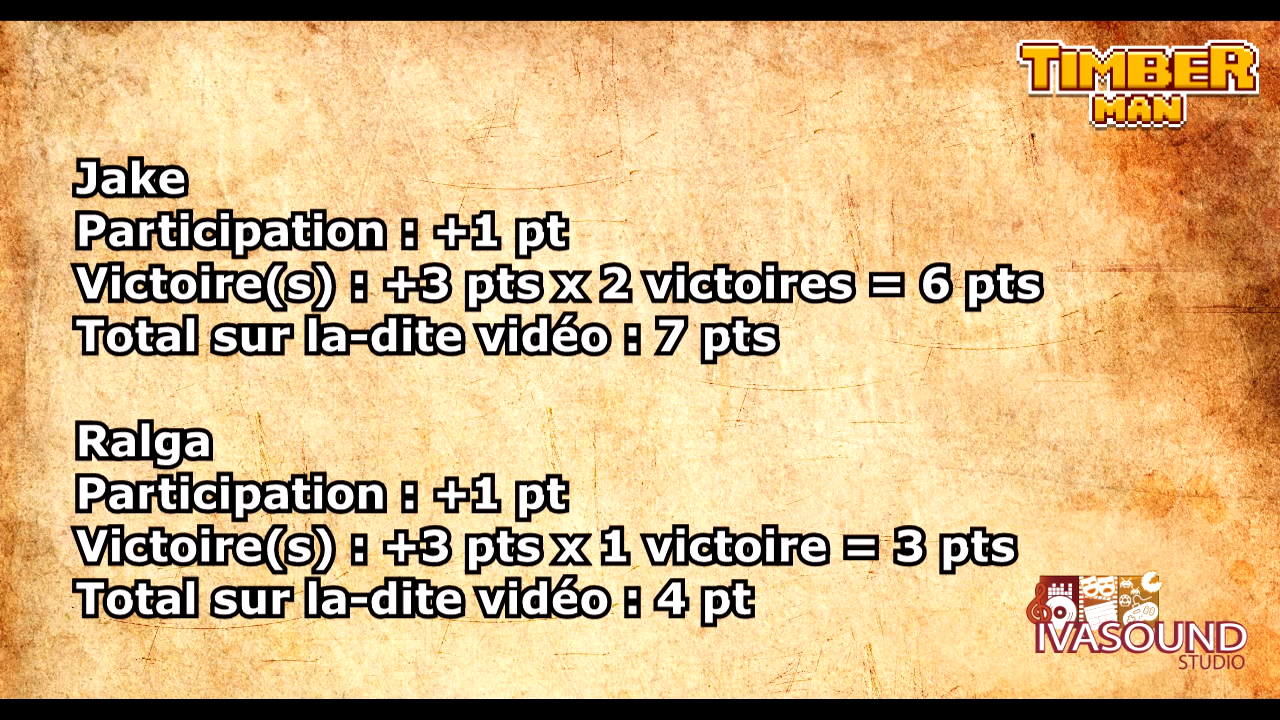 TIMBER
MAN
Jake
Participation : +1 pt
Victoire(s) : +3 pts x 2 victoires = 6 pts
Total sur la-dite vidéo : 7 pts
Ralga
Participation : +1 pt
Victoire(s) : +3 pts x 1 victoire = 3 pts
Total sur la-dite vidéo : 4 pt
IVASOUND
STUDIO